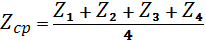 Z_ср = (Z_1 + Z_2 + Z_3 + Z_4) / 4